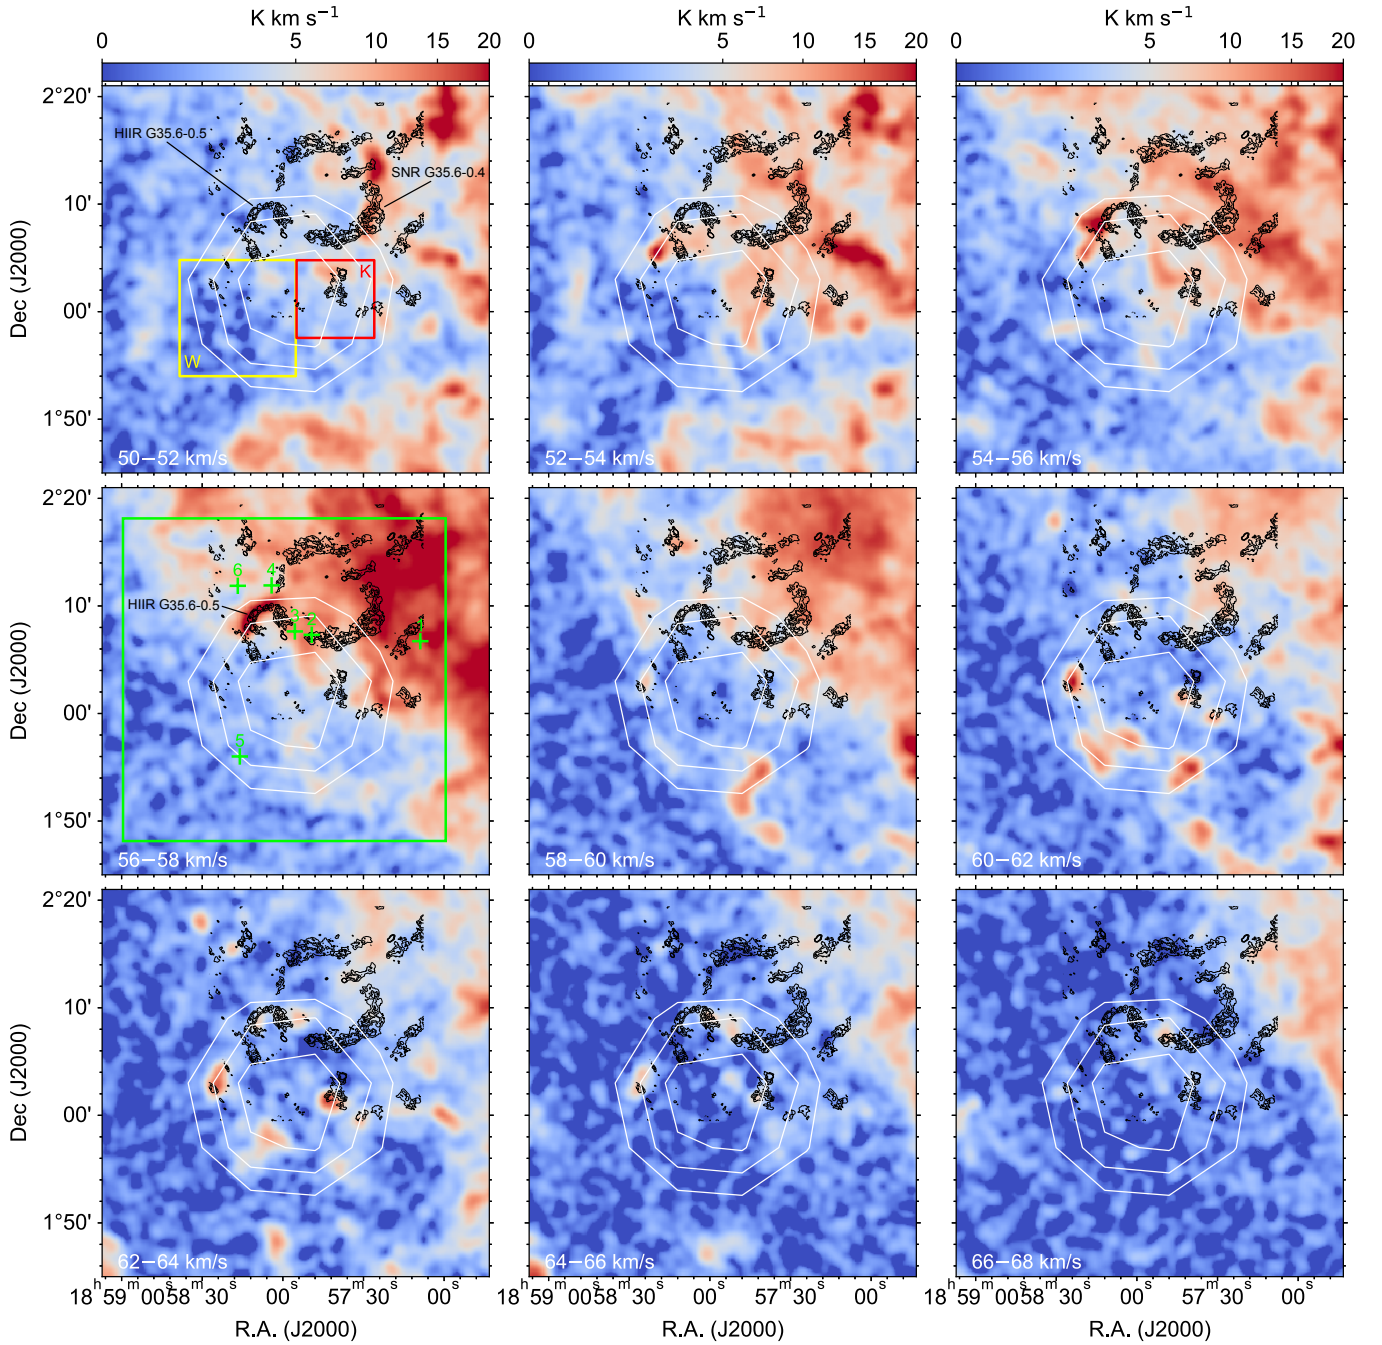 K km s−1
K km s−1
K km s−1
0 5 10 15 20
0 5 10 15 20
0 5 10 15 20
2°20'
10'
00'
1°50'
Dec (J2000)
HIIR G35.6-0.5
SNR G35.6-0.4
K
W
50−52 km/s
52−54 km/s
54−56 km/s
2°20'
10'
00'
1°50'
Dec (J2000)
6
4
HIIR G35.6-0.5
3
2
1
5
56−58 km/s
58−60 km/s
60−62 km/s
2°20'
10'
00'
1°50'
Dec (J2000)
62−64 km/s
64−66 km/s
66−68 km/s
18h59m00s 58m30s 00s 57m30s 00s
18h59m00s 58m30s 00s 57m30s 00s
18h59m00s 58m30s 00s 57m30s 00s
R.A. (J2000)
R.A. (J2000)
R.A. (J2000)